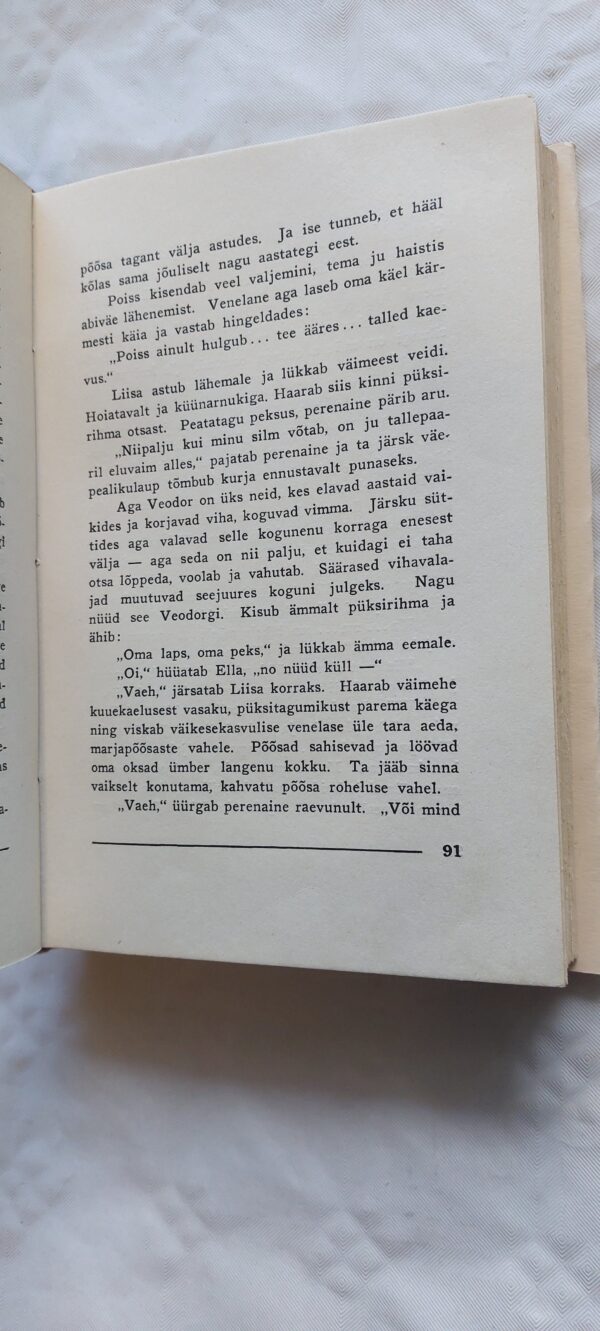 põõsa tagant välja astudes. Ja ise tunneb, et hääl
kõlas sama jõuliselt nagu aastategi eest.
Poiss kisendab veel valjemini, tema ju haistis
abiväe lähenemist. Venelane aga laseb oma käel kär-
mesti käia ja vastab hingeldades:
„Poiss ainult hulgub... tee ääres... talled kae-
vus.“
Liisa astub lähemale ja lükkab väimeest veidi.
Hoiatavalt ja küünarnukiga. Haarab siis kinni püksi-
rihma otsast. Peatatagu peksus, perenaine pärib aru.
„Niipalju kui minu silm võtab, on ju tallepaa-
ril eluvaim alles,“ pajatab perenaine ja ta järsk väe-
pealikulaup tõmbub kurja ennustavalt punaseks.
Aga Veodor on üks neid, kes elavad aastaid vai-
kides ja korjavad viha, koguvad vimma. Järsku süt-
tides aga valavad selle kogunenu korraga enesest
välja — aga seda on nii palju, et kuidagi ei taha
otsa lõppeda, voolab ja vahutab. Säärased vihavala-
jad muutuvad seejuures koguni julgeks. Nagu
nüüd see Veodorgi. Kisub ämmalt püksirihma ja
ähib:
„Oma laps, oma peks,“ ja lükkab ämma eemale.
„Oi,“ hüüatab Ella, „no nüüd küll —“
„Vaeh,“ järsatab Liisa korraks. Haarab väimehe
kuuekaelusest vasaku, püksitagumikust parema käega
ning viskab väikesekasvulise venelase üle tara aeda,
marjapõõsaste vahele. Põõsad sahisevad ja löövad
oma oksad ümber langenu kokku. Ta jääb sinna
vaikselt konutama, kahvatu põõsa roheluse vahel.
„Vaeh,“ üürgab perenaine raevunult. „Või mind
91